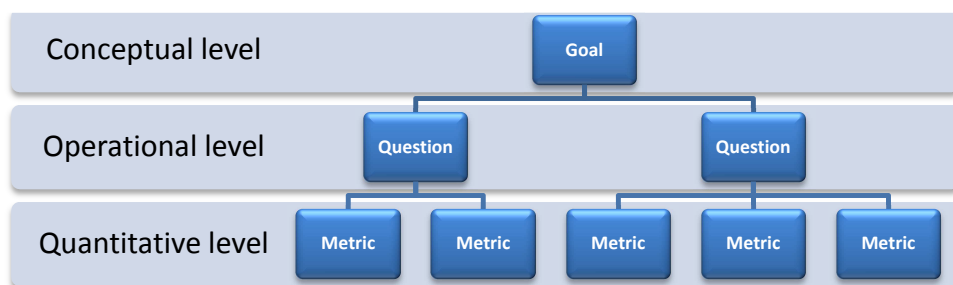 Conceptual level
Goal
Operational level
Question
Question
Quantitative level
Metric
Metric
Metric
Metric
Metric